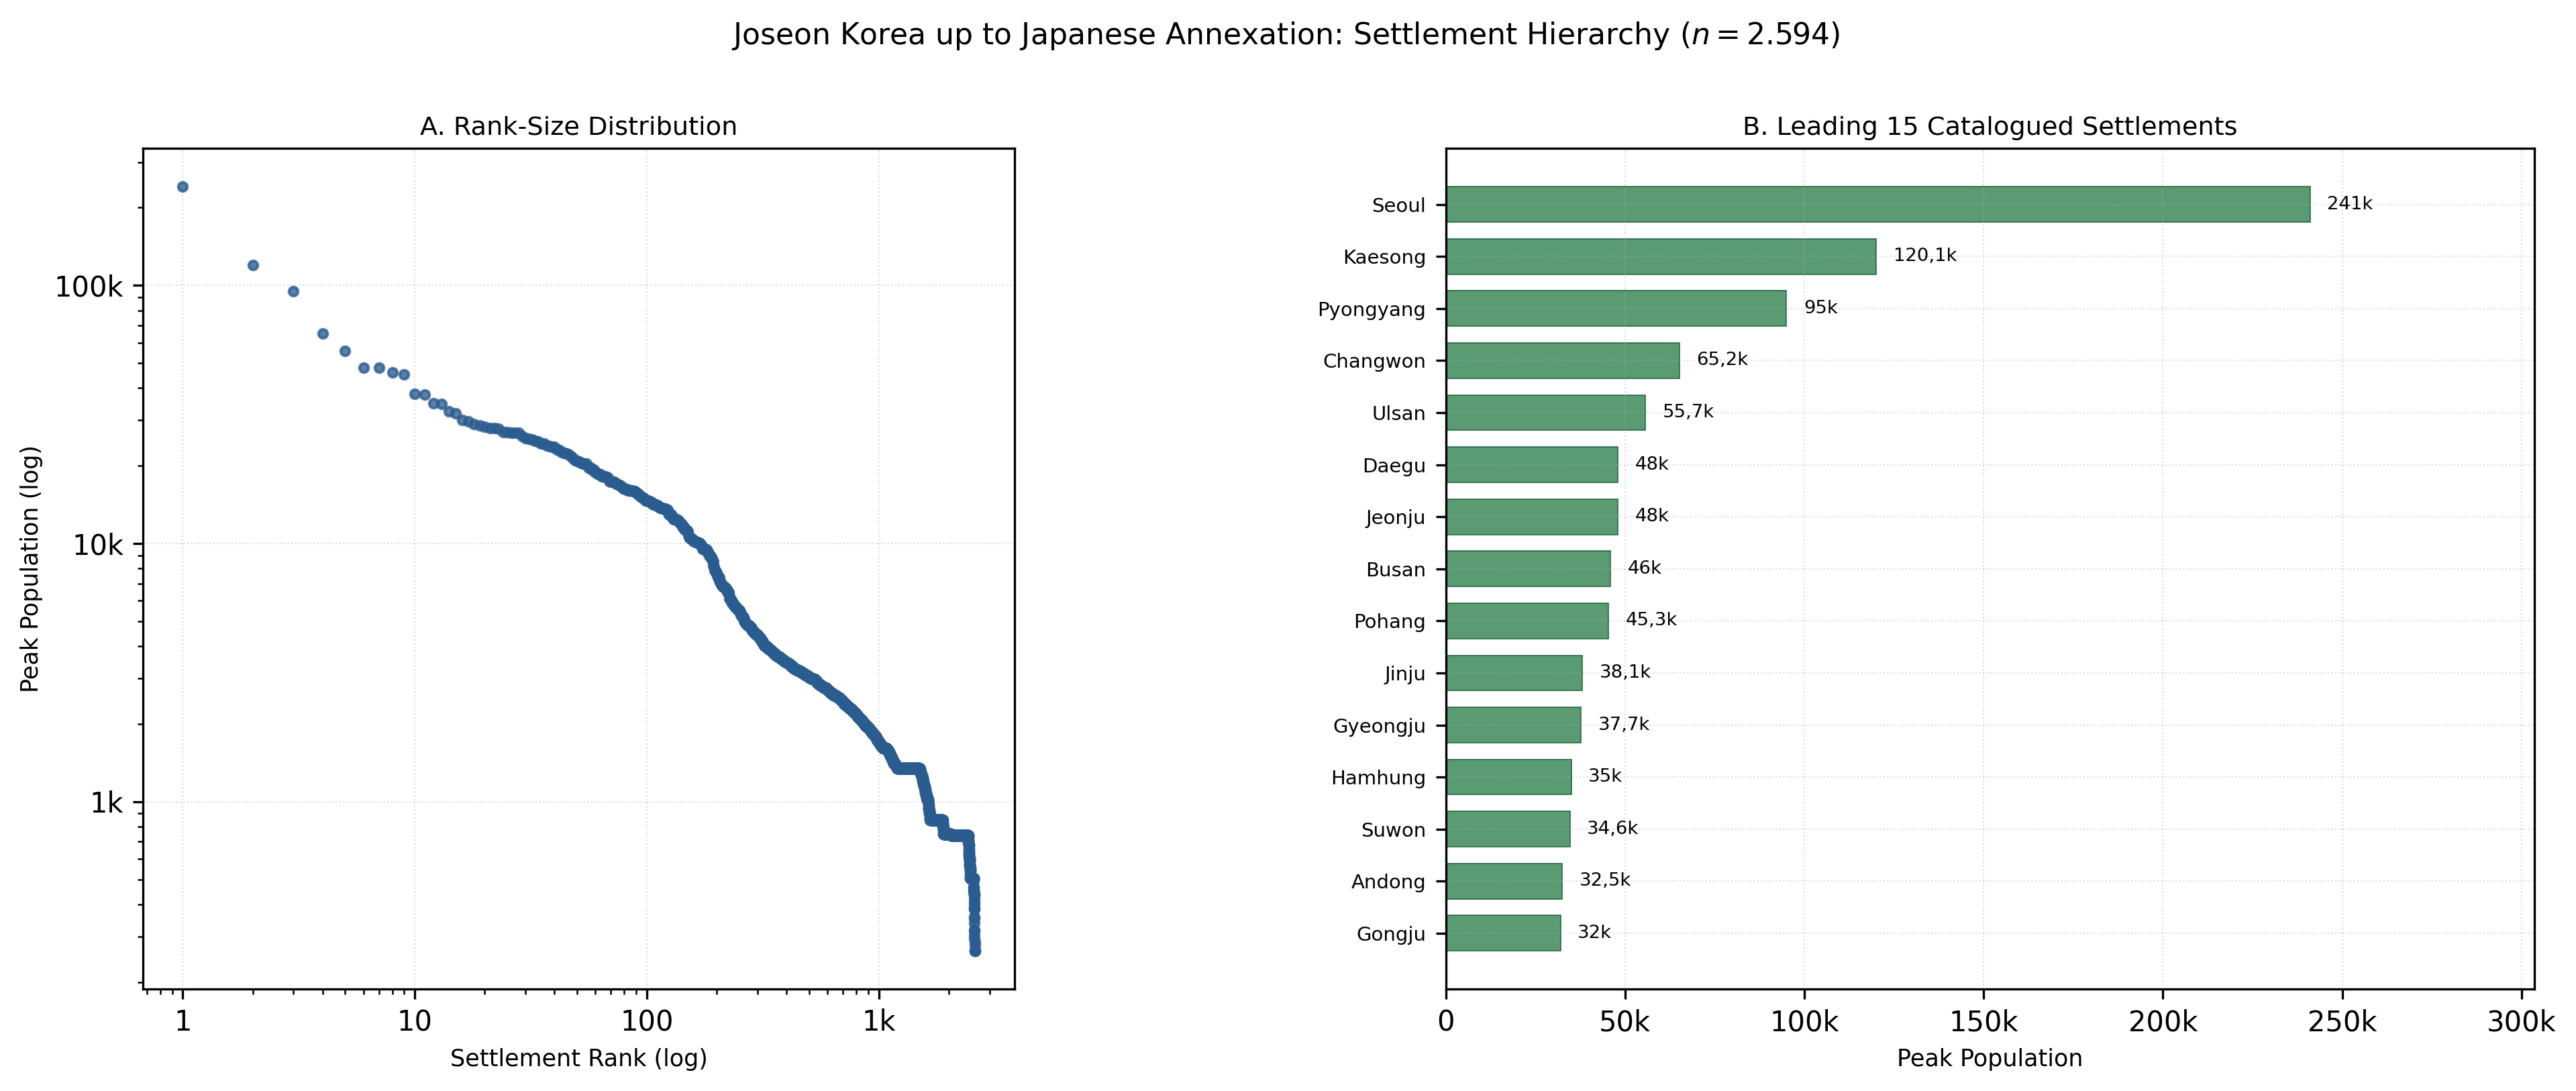 Joseon Korea up to Japanese Annexation: Settlement Hierarchy (n = 2.594)
A. Rank-Size Distribution
Peak Population (log)
100k
10k
1k
1 10 100 1k
Settlement Rank (log)
B. Leading 15 Catalogued Settlements
Seoul 241k
Kaesong 120,1k
Pyongyang 95k
Changwon 65,2k
Ulsan 55,7k
Daegu 48k
Jeonju 48k
Busan 46k
Pohang 45,3k
Jinju 38,1k
Gyeongju 37,7k
Hamhung 35k
Suwon 34,6k
Andong 32,5k
Gongju 32k
0 50k 100k 150k 200k 250k 300k
Peak Population